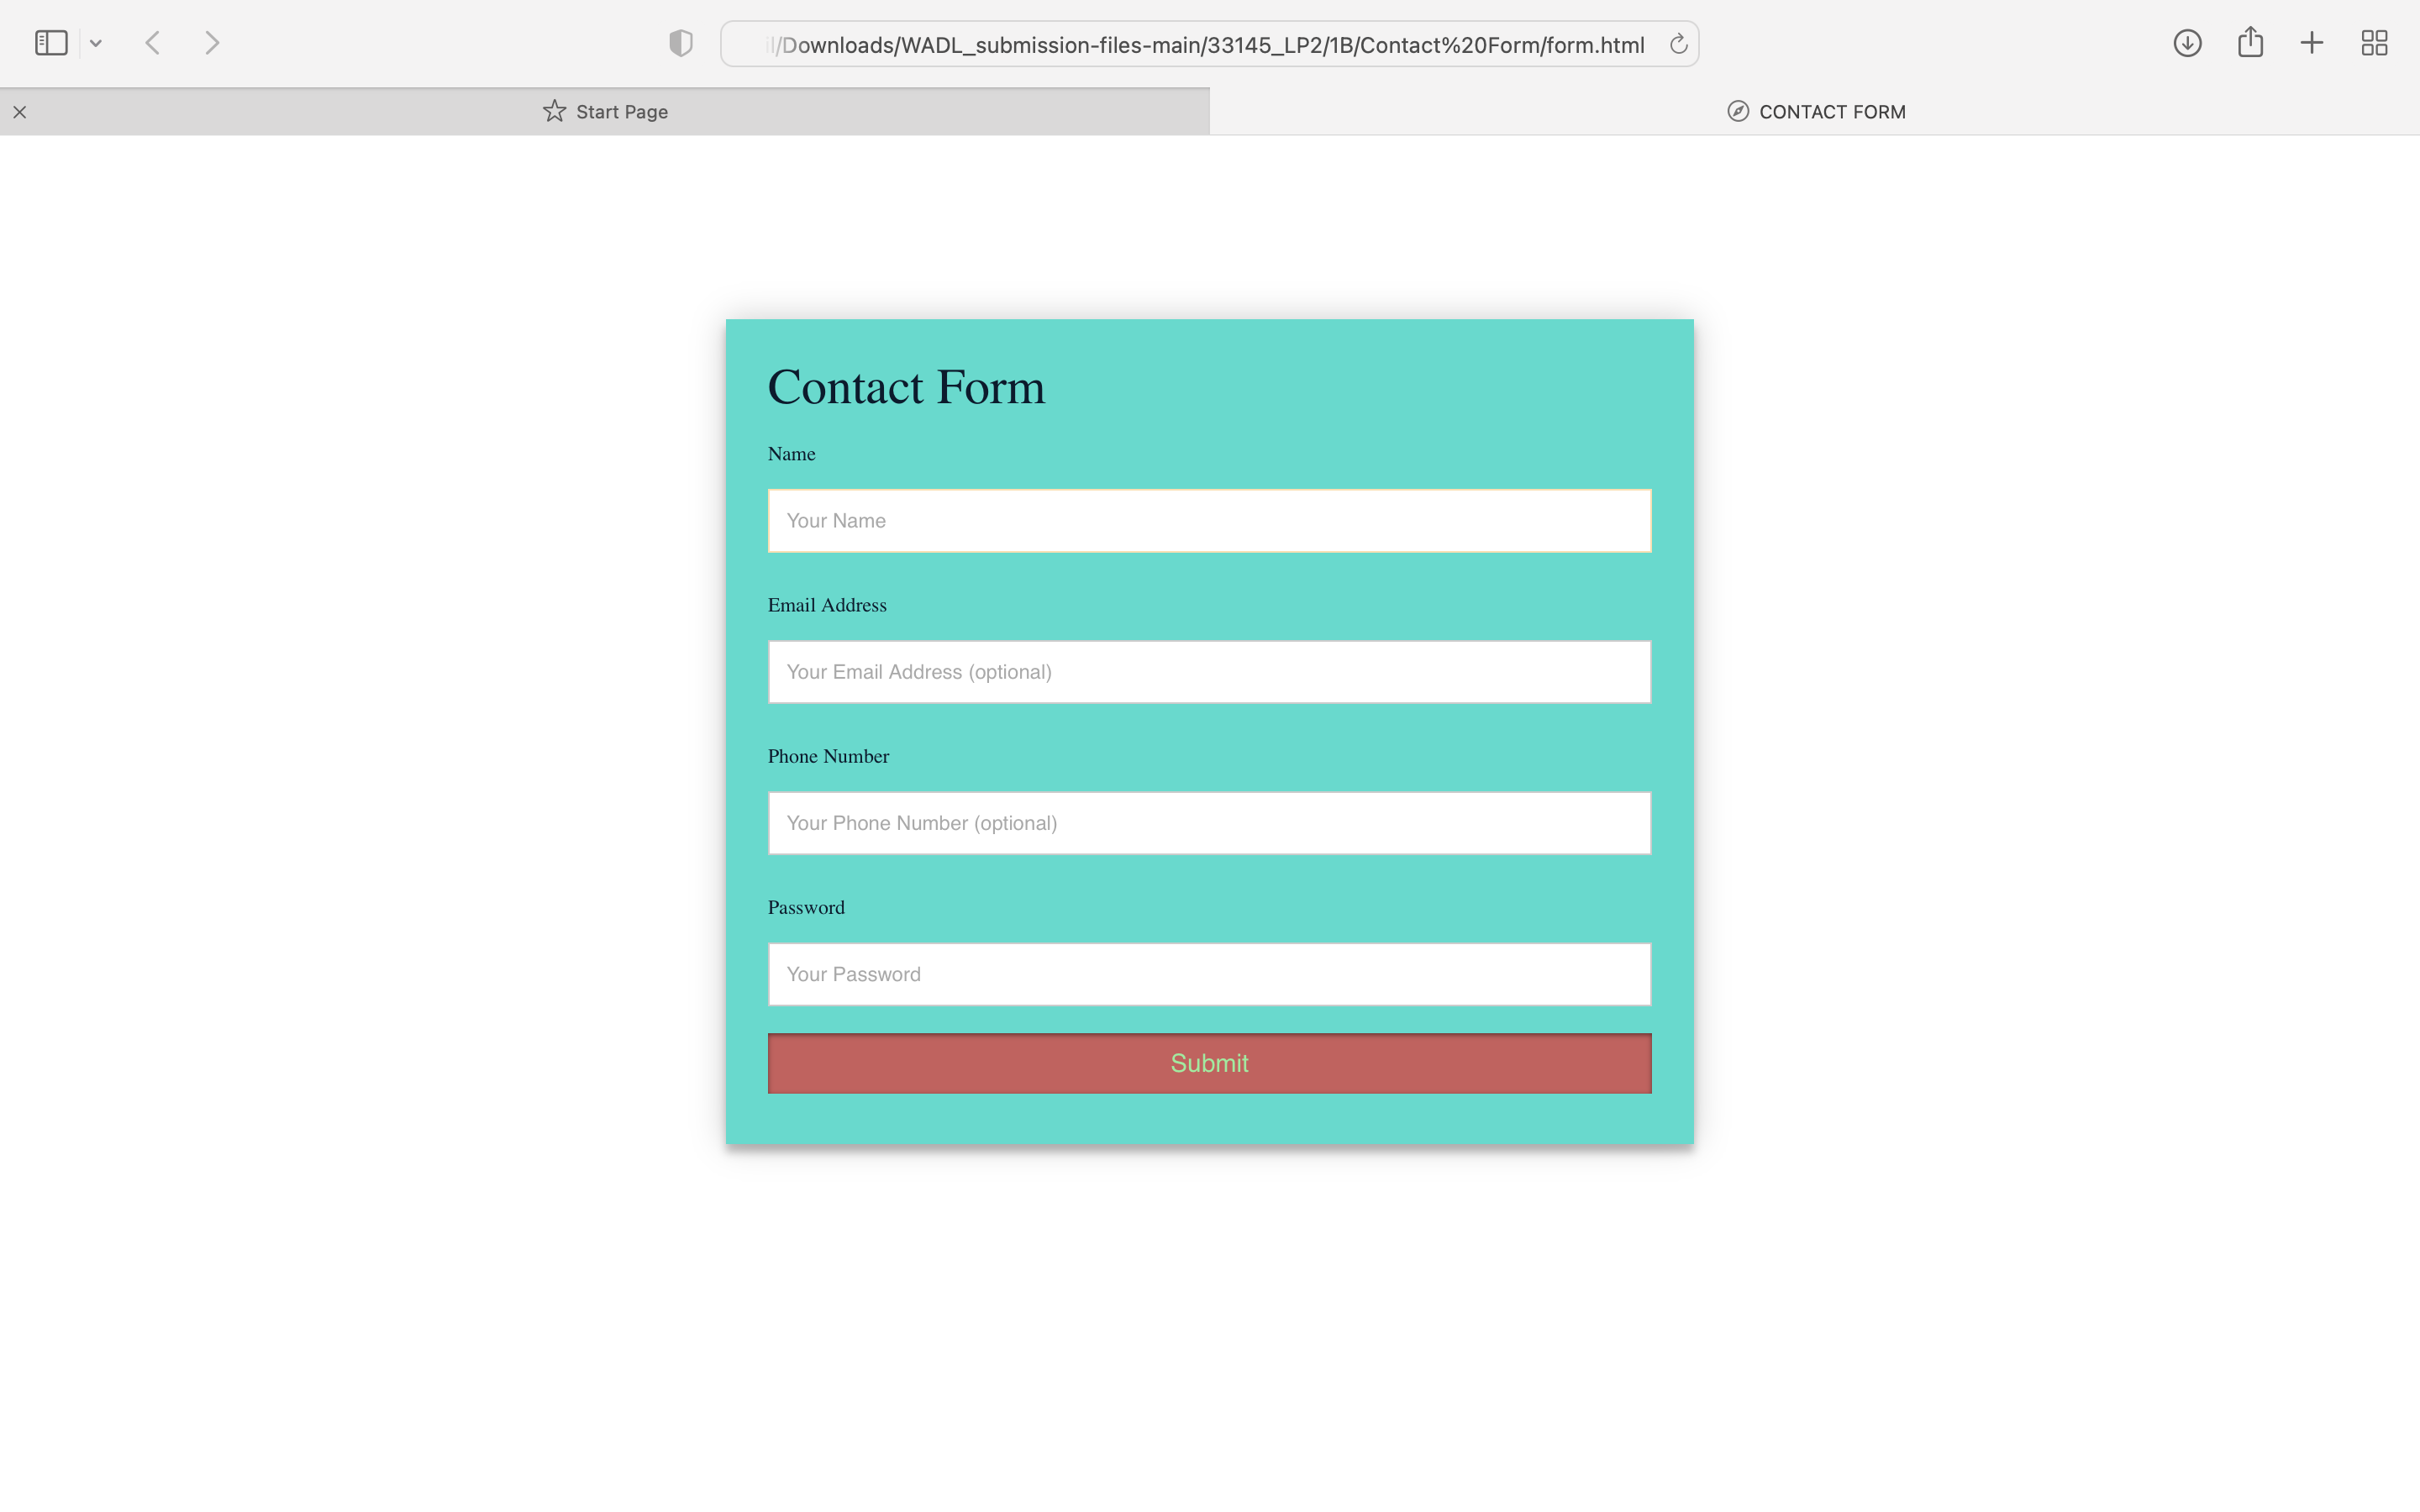 /Downloads/WADL_submission-files-main/33145_LP2/1B/Contact%20Form/form.html
Start Page
CONTACT FORM
Contact Form
Name
Your Name
Email Address
Your Email Address (optional)
Phone Number
Your Phone Number (optional)
Password
Your Password
Submit